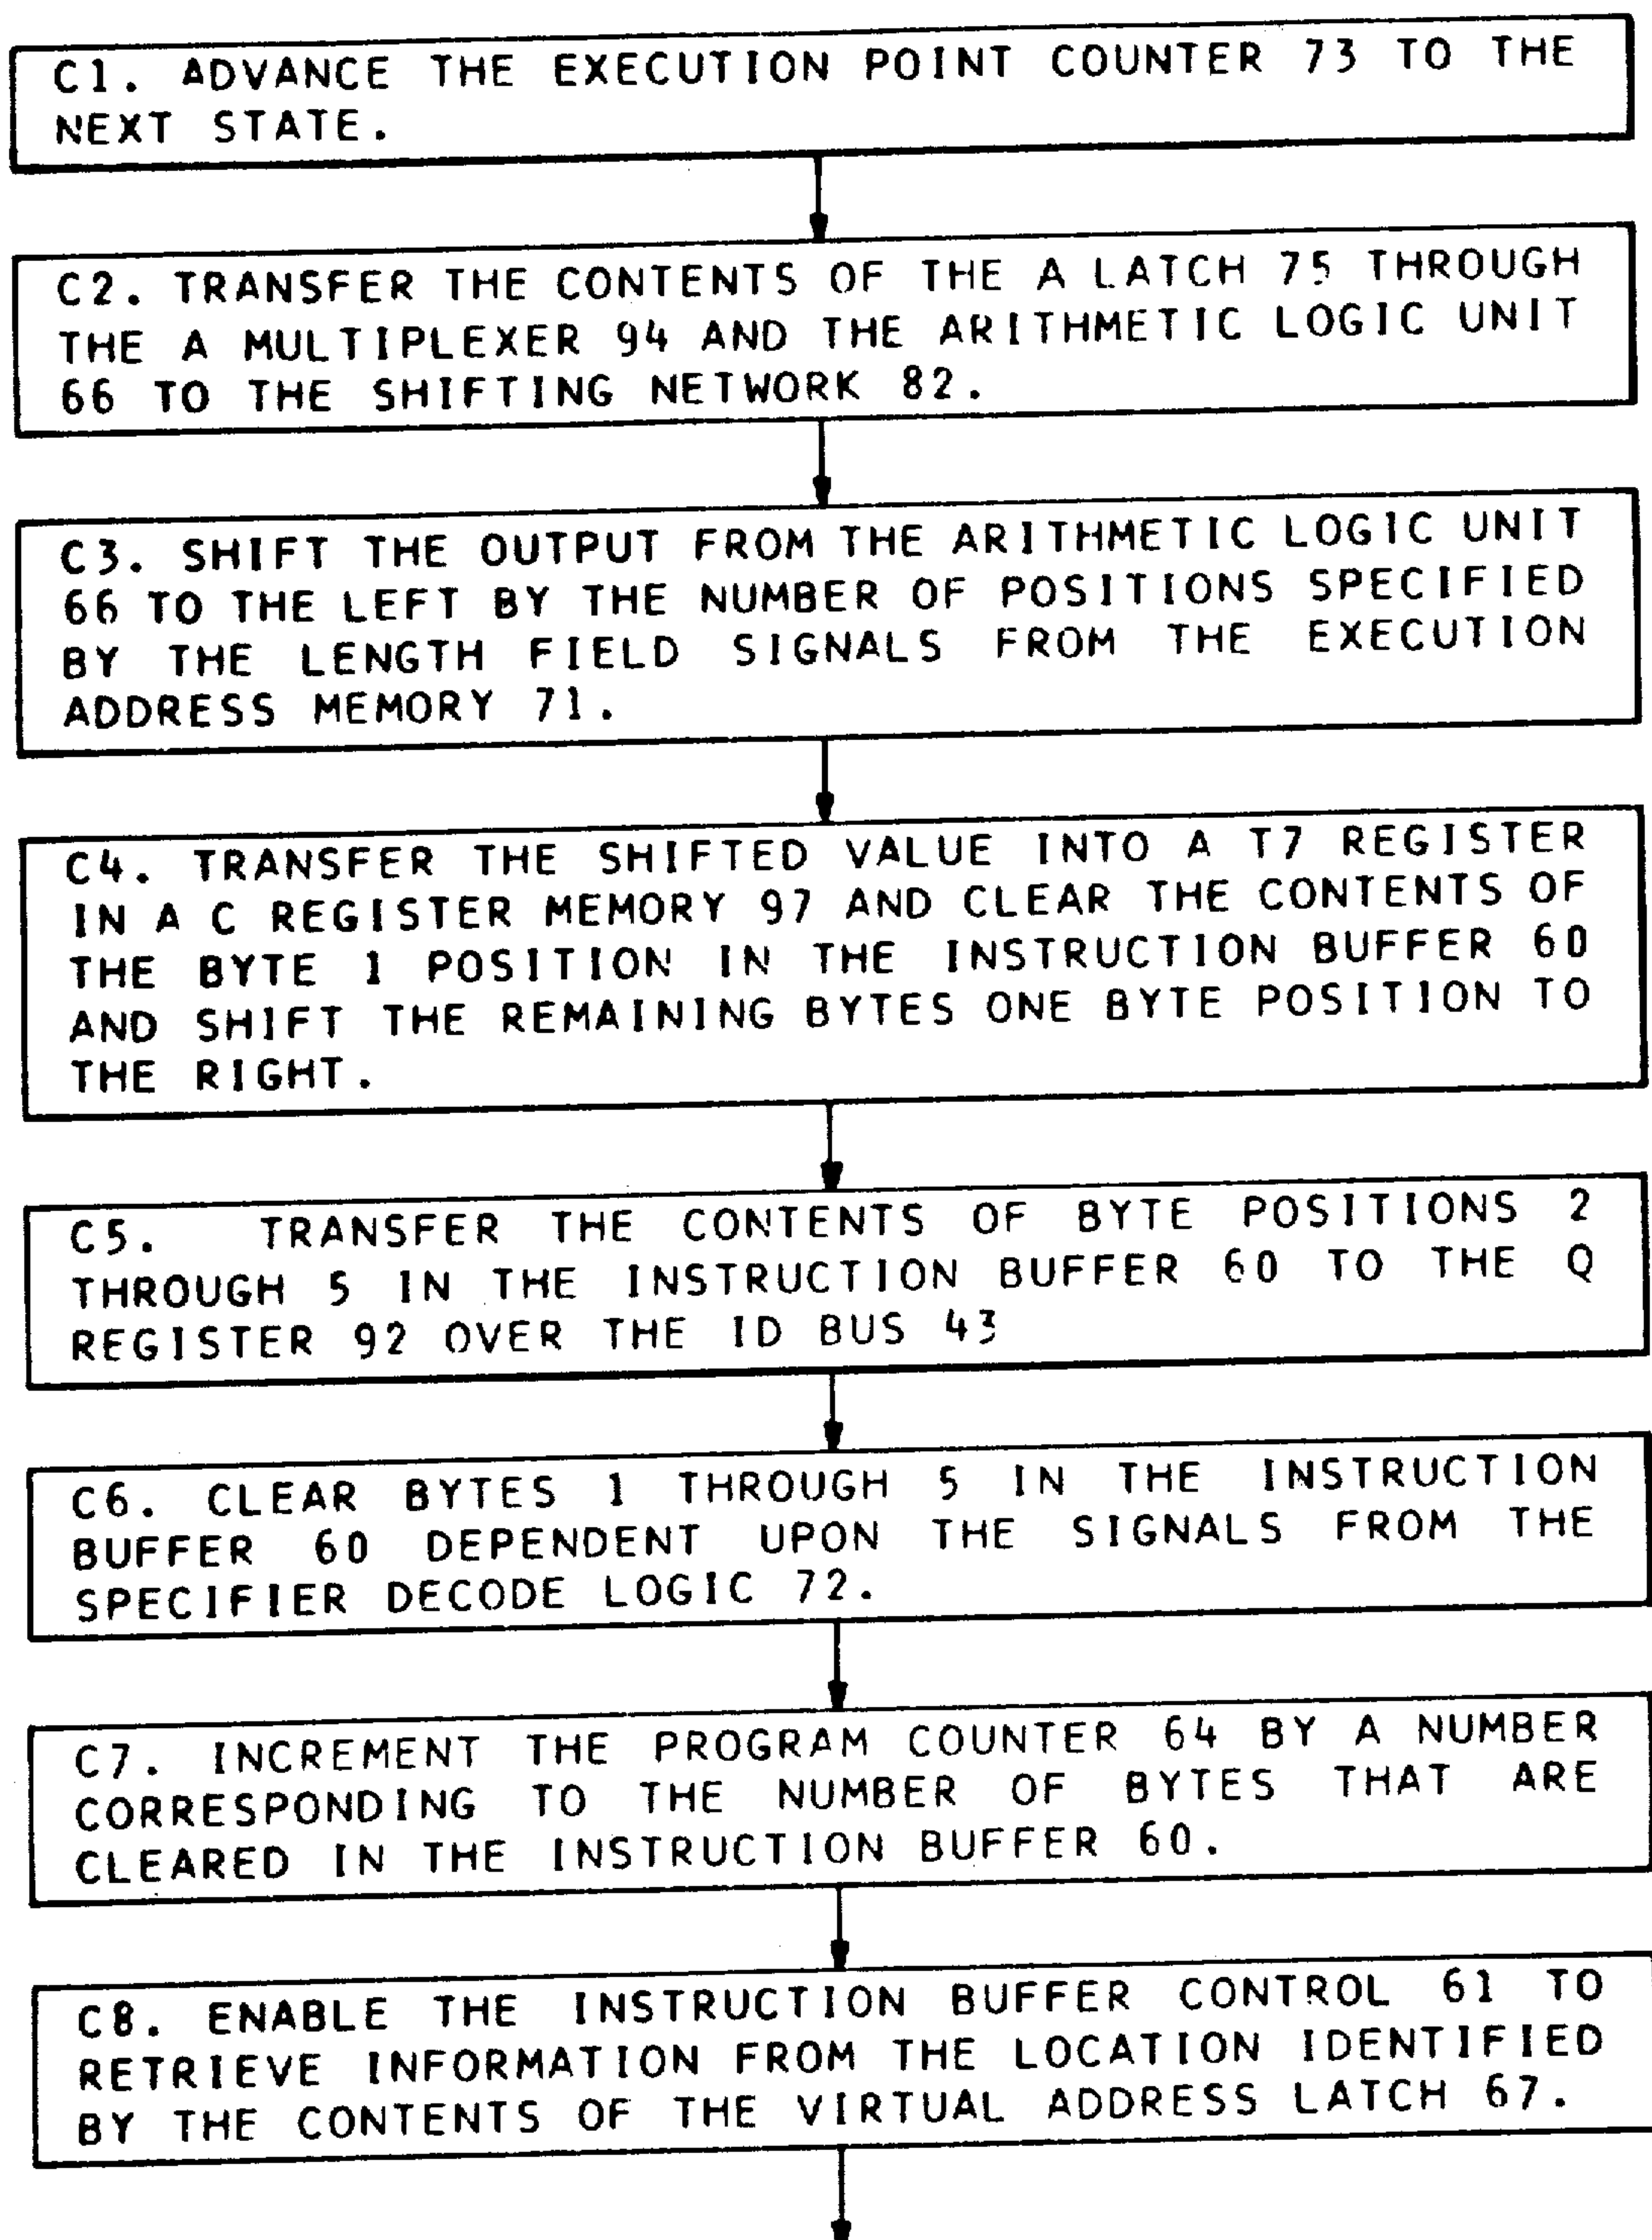 C1. ADVANCE THE EXECUTION POINT COUNTER 73 TO THE
NEXT STATE.
C2. TRANSFER THE CONTENTS OF THE A LATCH 75 THROUGH
THE A MULTIPLEXER 94 AND THE ARITHMETIC LOGIC UNIT
66 TO THE SHIFTING NETWORK 82.
C3. SHIFT THE OUTPUT FROM THE ARITHMETIC LOGIC UNIT
66 TO THE LEFT BY THE NUMBER OF POSITIONS SPECIFIED
BY THE LENGTH FIELD SIGNALS FROM THE EXECUTION
ADDRESS MEMORY 71.
C4. TRANSFER THE SHIFTED VALUE INTO A T7 REGISTER
IN A C REGISTER MEMORY 97 AND CLEAR THE CONTENTS OF
THE BYTE 1 POSITION IN THE INSTRUCTION BUFFER 60
AND SHIFT THE REMAINING BYTES ONE BYTE POSITION TO
THE RIGHT.
C5. TRANSFER THE CONTENTS OF BYTE POSITIONS 2
THROUGH 5 IN THE INSTRUCTION BUFFER 60 TO THE Q
REGISTER 92 OVER THE ID BUS 43
C6. CLEAR BYTES 1 THROUGH 5 IN THE INSTRUCTION
BUFFER 60 DEPENDENT UPON THE SIGNALS FROM THE
SPECIFIER DECODE LOGIC 72.
C7. INCREMENT THE PROGRAM COUNTER 64 BY A NUMBER
CORRESPONDING TO THE NUMBER OF BYTES THAT ARE
CLEARED IN THE INSTRUCTION BUFFER 60.
C8. ENABLE THE INSTRUCTION BUFFER CONTROL 61 TO
RETRIEVE INFORMATION FROM THE LOCATION IDENTIFIED
BY THE CONTENTS OF THE VIRTUAL ADDRESS LATCH 67.